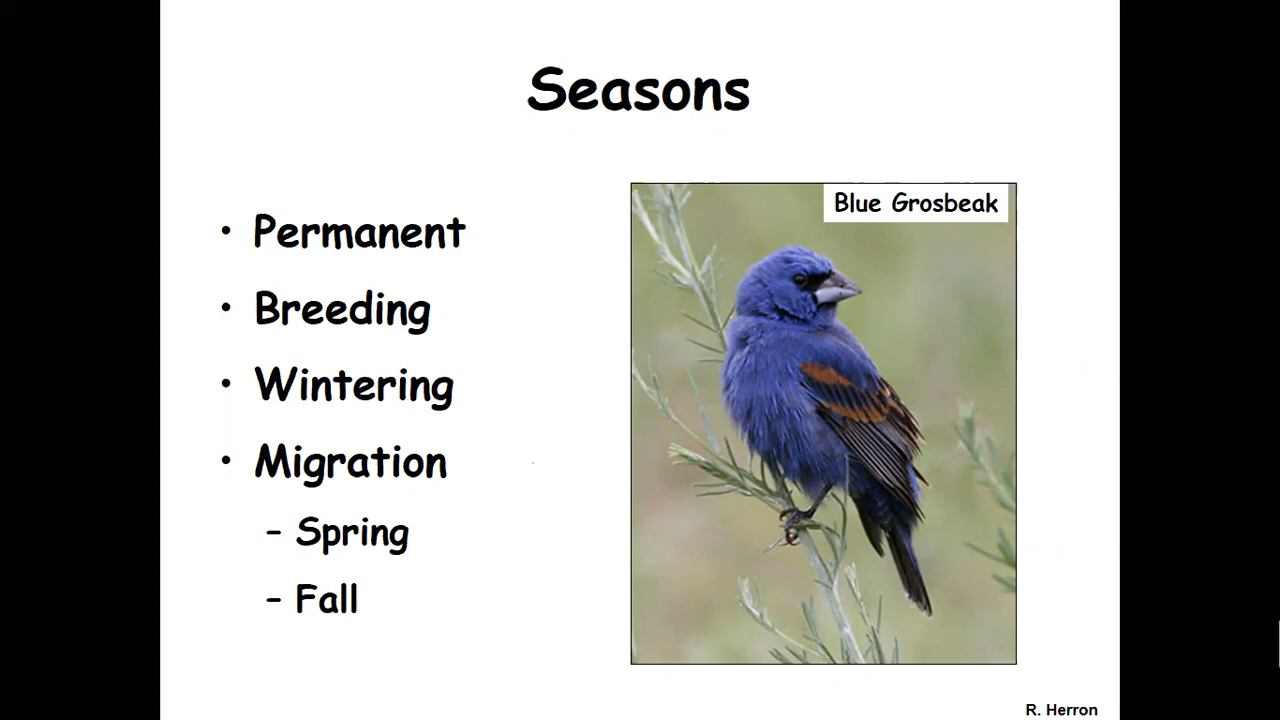 Seasons
• Permanent
• Breeding
• Wintering
• Migration
– Spring
– Fall
Blue Grosbeak
R. Herron